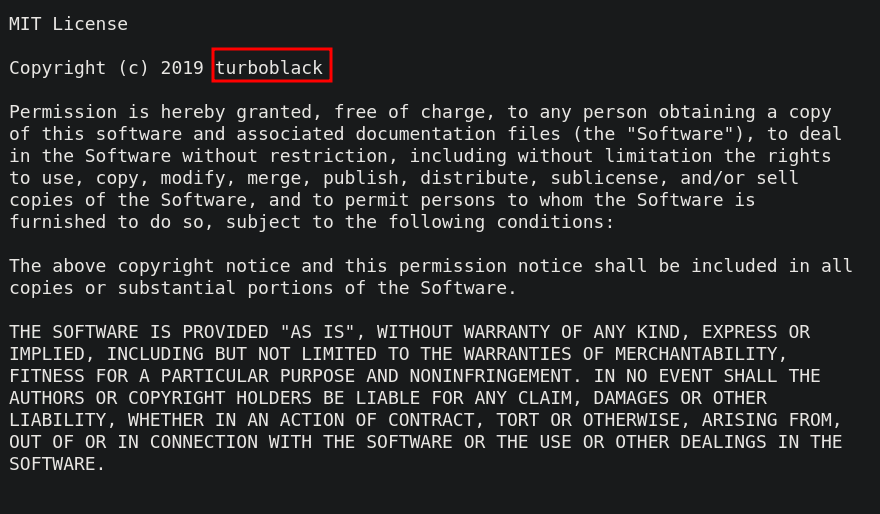 MIT License
Copyright (c) 2019 turboblack
Permission is hereby granted, free of charge, to any person obtaining a copy
of this software and associated documentation files (the "Software"), to deal
in the Software without restriction, including without limitation the rights
to use, copy, modify, merge, publish, distribute, sublicense, and/or sell
copies of the Software, and to permit persons to whom the Software is
furnished to do so, subject to the following conditions:
The above copyright notice and this permission notice shall be included in all
copies or substantial portions of the Software.
THE SOFTWARE IS PROVIDED "AS IS", WITHOUT WARRANTY OF ANY KIND, EXPRESS OR
IMPLIED, INCLUDING BUT NOT LIMITED TO THE WARRANTIES OF MERCHANTABILITY,
FITNESS FOR A PARTICULAR PURPOSE AND NONINFRINGEMENT. IN NO EVENT SHALL THE
AUTHORS OR COPYRIGHT HOLDERS BE LIABLE FOR ANY CLAIM, DAMAGES OR OTHER
LIABILITY, WHETHER IN AN ACTION OF CONTRACT, TORT OR OTHERWISE, ARISING FROM,
OUT OF OR IN CONNECTION WITH THE SOFTWARE OR THE USE OR OTHER DEALINGS IN THE
SOFTWARE.